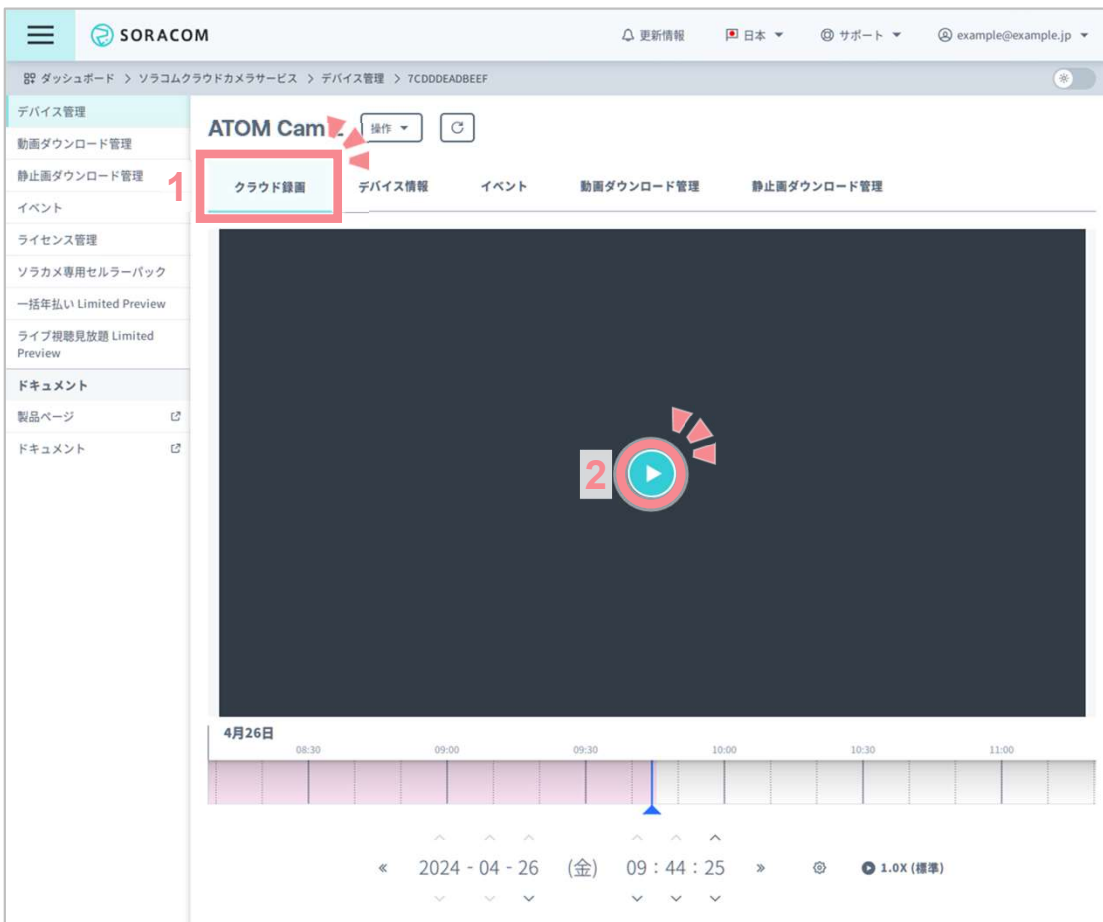 SORACOM
更新情報
日本
サポート
example@example.jp
ダッシュボード > ソラコムクラウドカメラサービス > デバイス管理 > 7CDDDEADBEEF
デバイス管理
動画ダウンロード管理
静止画ダウンロード管理
イベント
ライセンス管理
ソラカメ専用セルラーパック
一括年払い Limited Preview
ライブ視聴見放題 Limited
Preview
ドキュメント
製品ページ
ドキュメント
ATOM Cam 2
操作
1
クラウド録画
デバイス情報
イベント
動画ダウンロード管理
静止画ダウンロード管理
2
4月26日
08:30 09:00 09:30 10:00 10:30 11:00
« 2024 - 04 - 26 (金) 09 : 44 : 25 »
1.0X (標準)